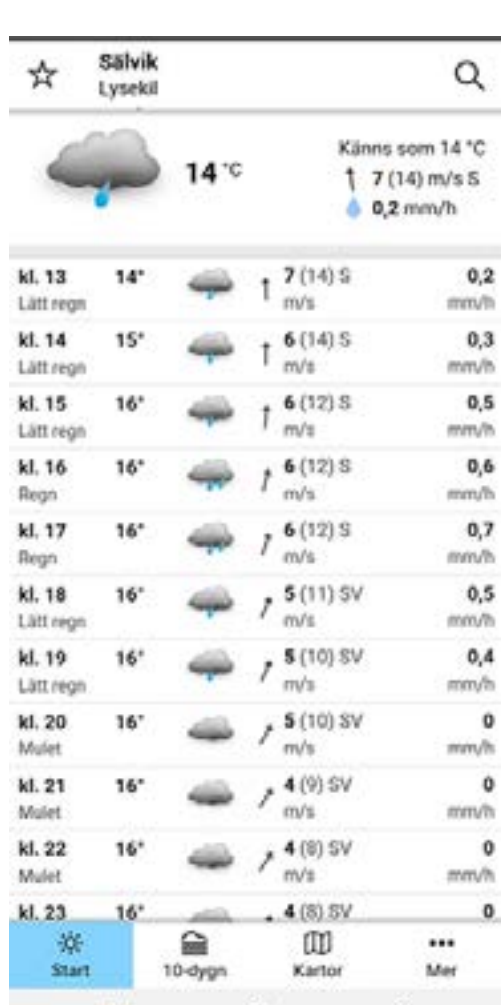 Sälvik
Lysekil
14 °C
Känns som 14 °C
7 (14) m/s S
0,2 mm/h
kl. 13 14° 7 (14) S 0,2
Lätt regn m/s mm/h
kl. 14 15° 6 (14) S 0,3
Lätt regn m/s mm/h
kl. 15 16° 6 (12) S 0,5
Lätt regn m/s mm/h
kl. 16 16° 6 (12) S 0,6
Regn m/s mm/h
kl. 17 16° 6 (12) S 0,7
Regn m/s mm/h
kl. 18 16° 5 (11) SV 0,5
Lätt regn m/s mm/h
kl. 19 16° 5 (10) SV 0,4
Lätt regn m/s mm/h
kl. 20 16° 5 (10) SV 0
Mulet m/s mm/h
kl. 21 16° 4 (9) SV 0
Mulet m/s mm/h
kl. 22 16° 4 (8) SV 0
Mulet m/s mm/h
kl. 23 16° 4 (8) SV 0
Start 10-dygn Kartor Mer